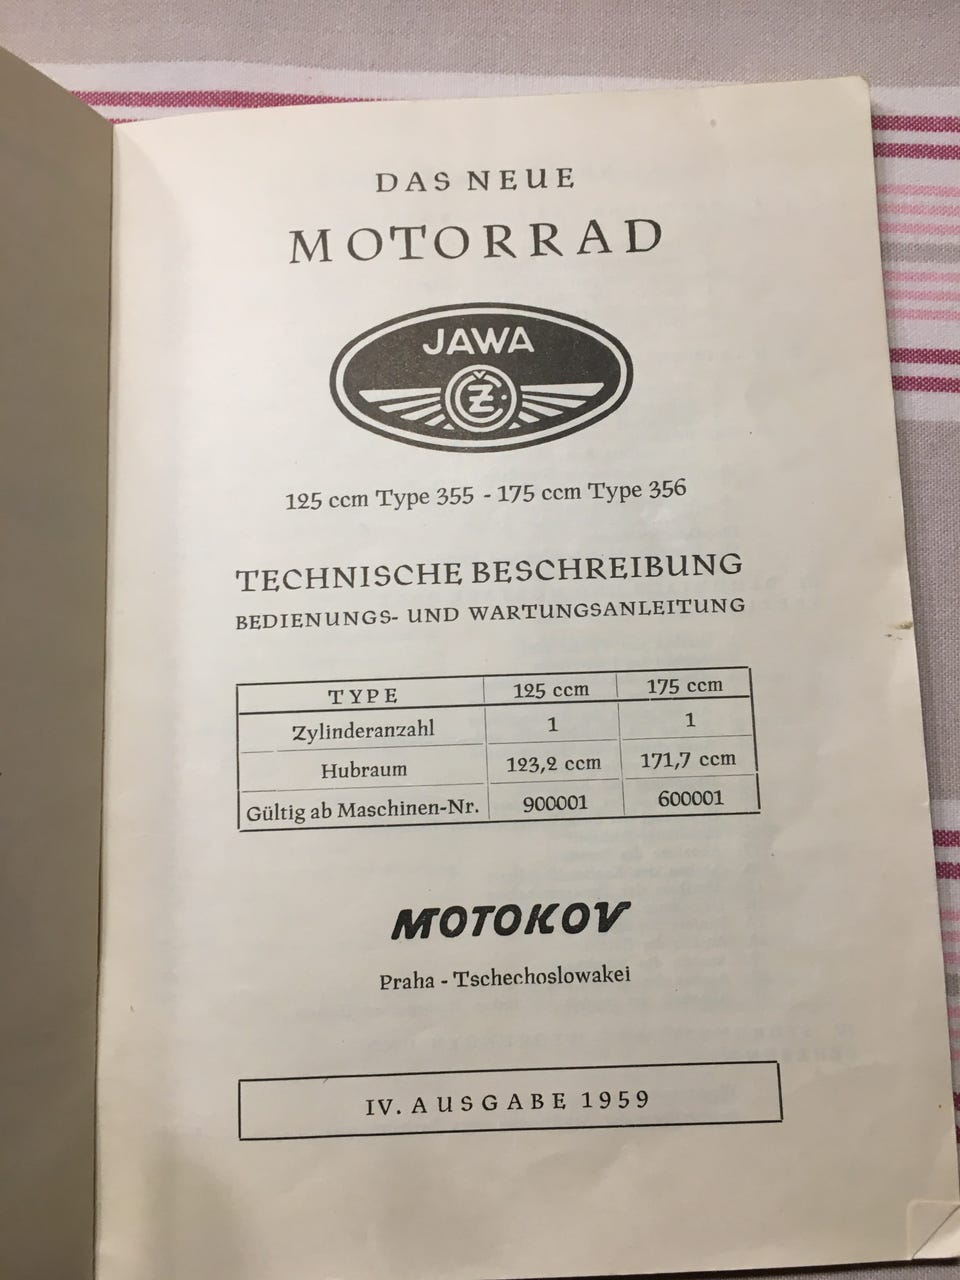 DAS NEUE
MOTORRAD
JAWA
ČZ
125 ccm Type 355 - 175 ccm Type 356
TECHNISCHE BESCHREIBUNG
BEDIENUNGS- UND WARTUNGSANLEITUNG
TYPE 125 ccm 175 ccm
Zylinderanzahl 1 1
Hubraum 123,2 ccm 171,7 ccm
Gültig ab Maschinen-Nr. 900001 600001
MOTOKOV
Praha - Tschechoslowakei
IV. AUSGABE 1959